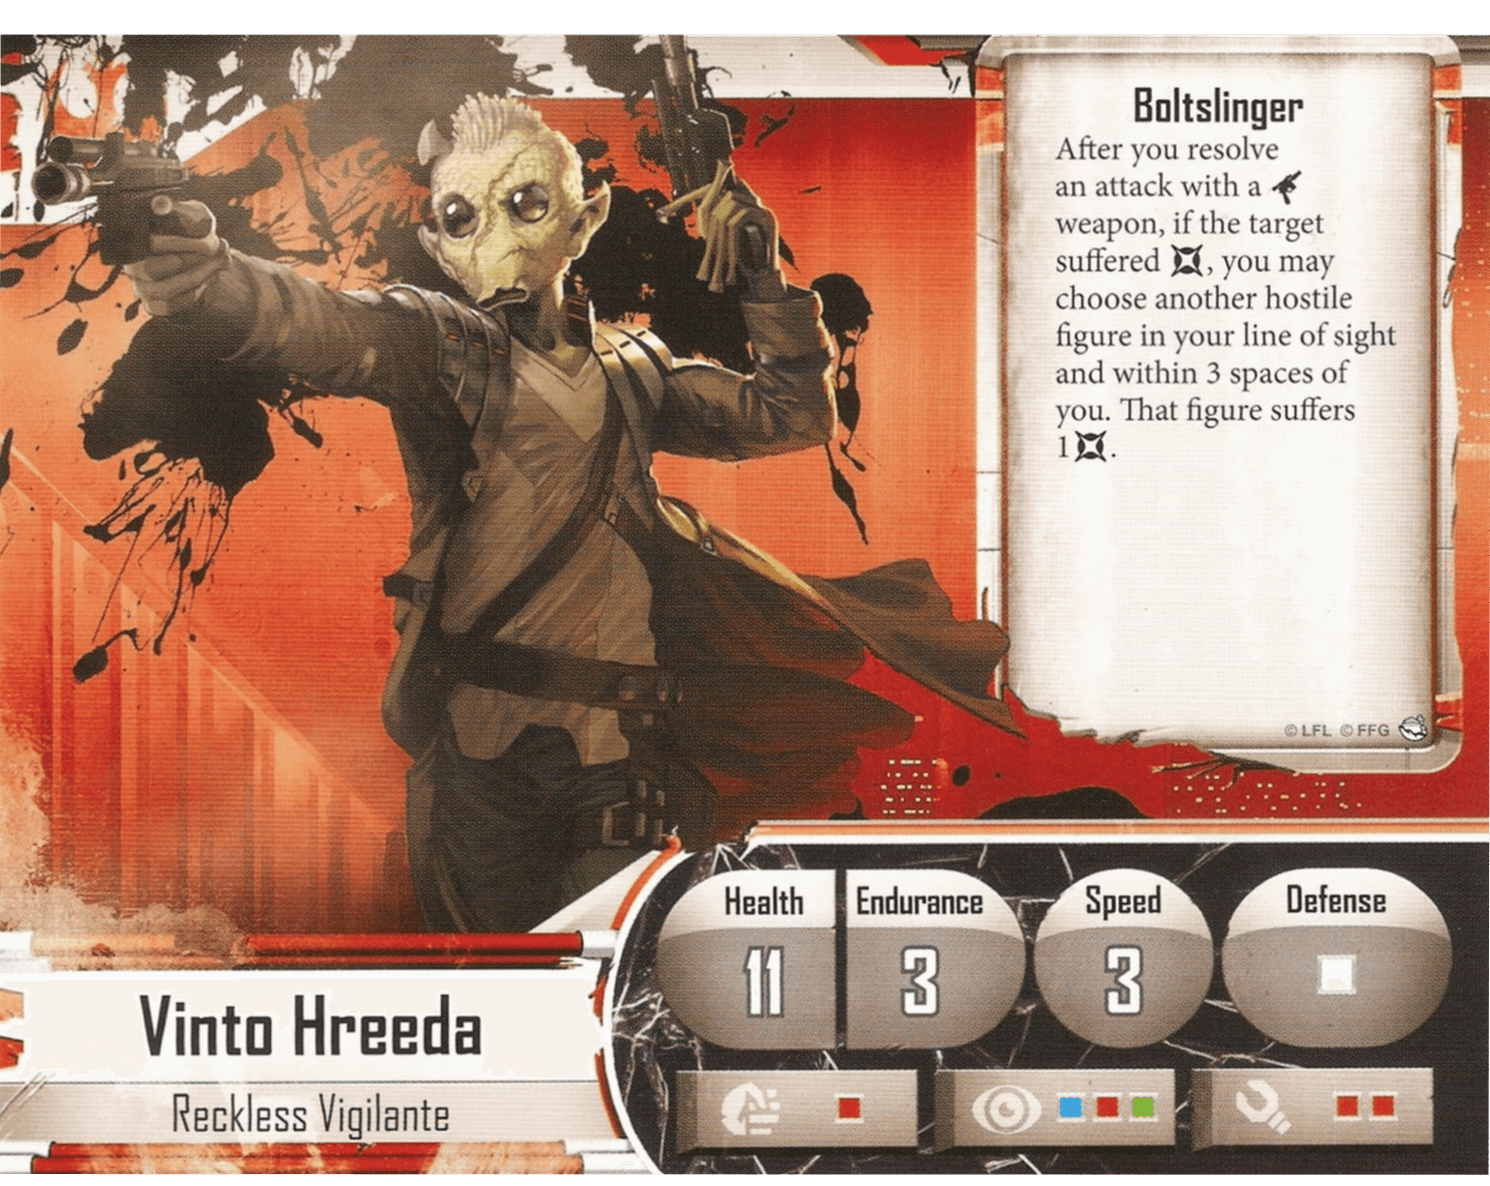 Boltslinger
After you resolve
an attack with a
weapon, if the target
suffered , you may
choose another hostile
figure in your line of sight
and within 3 spaces of
you. That figure suffers
1 .
© LFL © FFG
Health Endurance Speed Defense
11 3 3
Vinto Hreeda
Reckless Vigilante